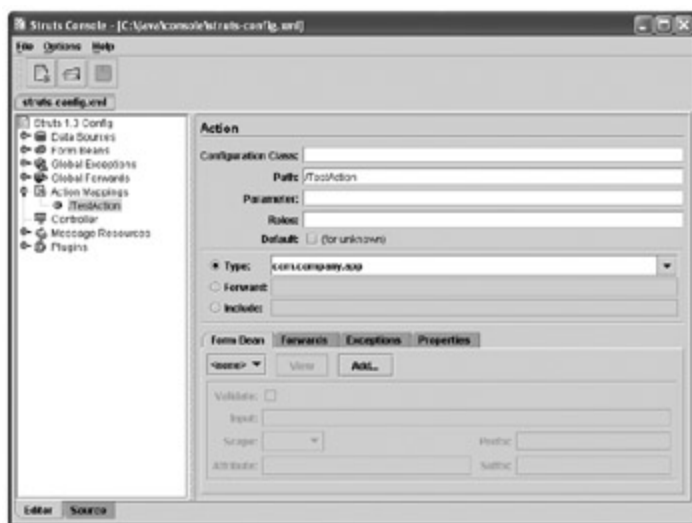 Struts Console - [C:\java\console\struts-config.xml]
File Options Help
struts-config.xml
Struts 1.3 Config
Data Sources
Form Beans
Global Exceptions
Global Forwards
Action Mappings
/TestAction
Controller
Message Resources
Plugins
Action
Configuration Class:
Path: /TestAction
Parameter:
Roles:
Default: (for unknown)
Type: com.company.app
Forward:
Include:
Form Bean Forwards Exceptions Properties
<none> View Add...
Validate:
Input:
Scope: Prefix:
Attribute: Suffix:
Editor Source